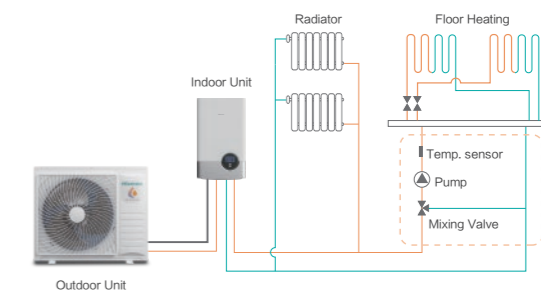 Radiator
Floor Heating
Indoor Unit
Temp. sensor
Pump
Mixing Valve
Outdoor Unit